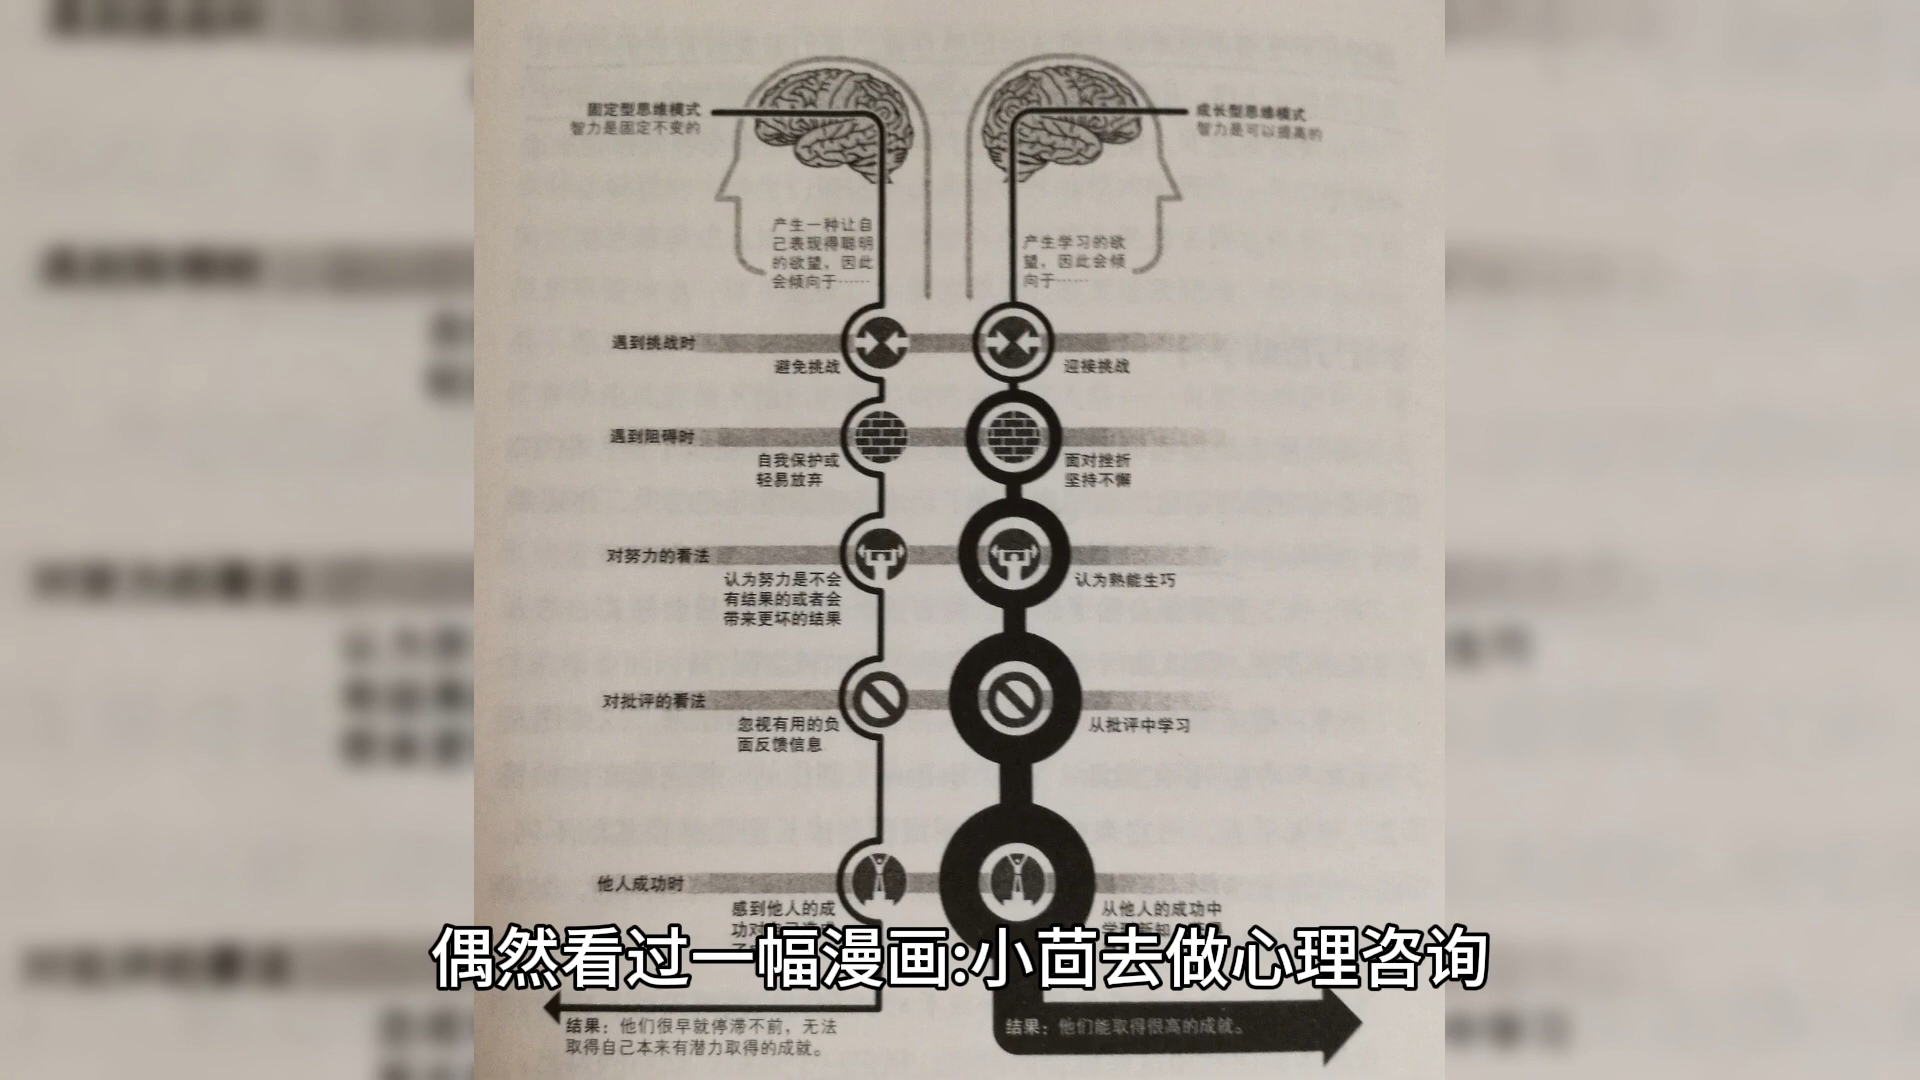 固定型思维模式
智力是固定不变的
成长型思维模式
智力是可以提高的
产生一种让自
己表现得聪明
的欲望，因此
会倾向于……
产生学习的欲
望，因此会倾
向于……
遇到挑战时
避免挑战
迎接挑战
遇到阻碍时
自我保护或
轻易放弃
面对挫折
坚持不懈
对努力的看法
认为努力是不会
有结果的或者会
带来更坏的结果
认为熟能生巧
对批评的看法
忽视有用的负
面反馈信息
从批评中学习
他人成功时
感到他人的成
功对
从他人的成功中
偶然看过一幅漫画:小茴去做心理咨询
结果：他们很早就停滞不前，无法
取得自己本来有潜力取得的成就。
结果：他们能取得很高的成就。